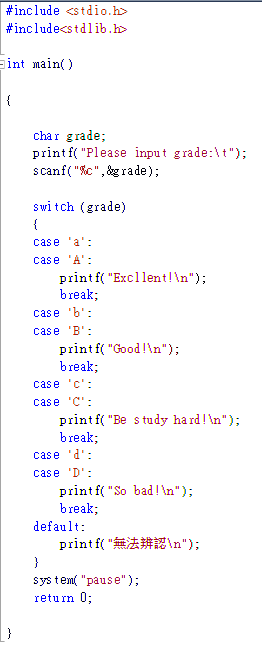 #include <stdio.h>
#include<stdlib.h>
int main()
{
char grade;
printf("Please input grade:\t");
scanf("%c",&grade);
switch (grade)
{
case 'a':
case 'A':
printf("Excllent!\n");
break;
case 'b':
case 'B':
printf("Good!\n");
break;
case 'c':
case 'C':
printf("Be study hard!\n");
break;
case 'd':
case 'D':
printf("So bad!\n");
break;
default:
printf("無法辨認\n");
}
system("pause");
return 0;
}